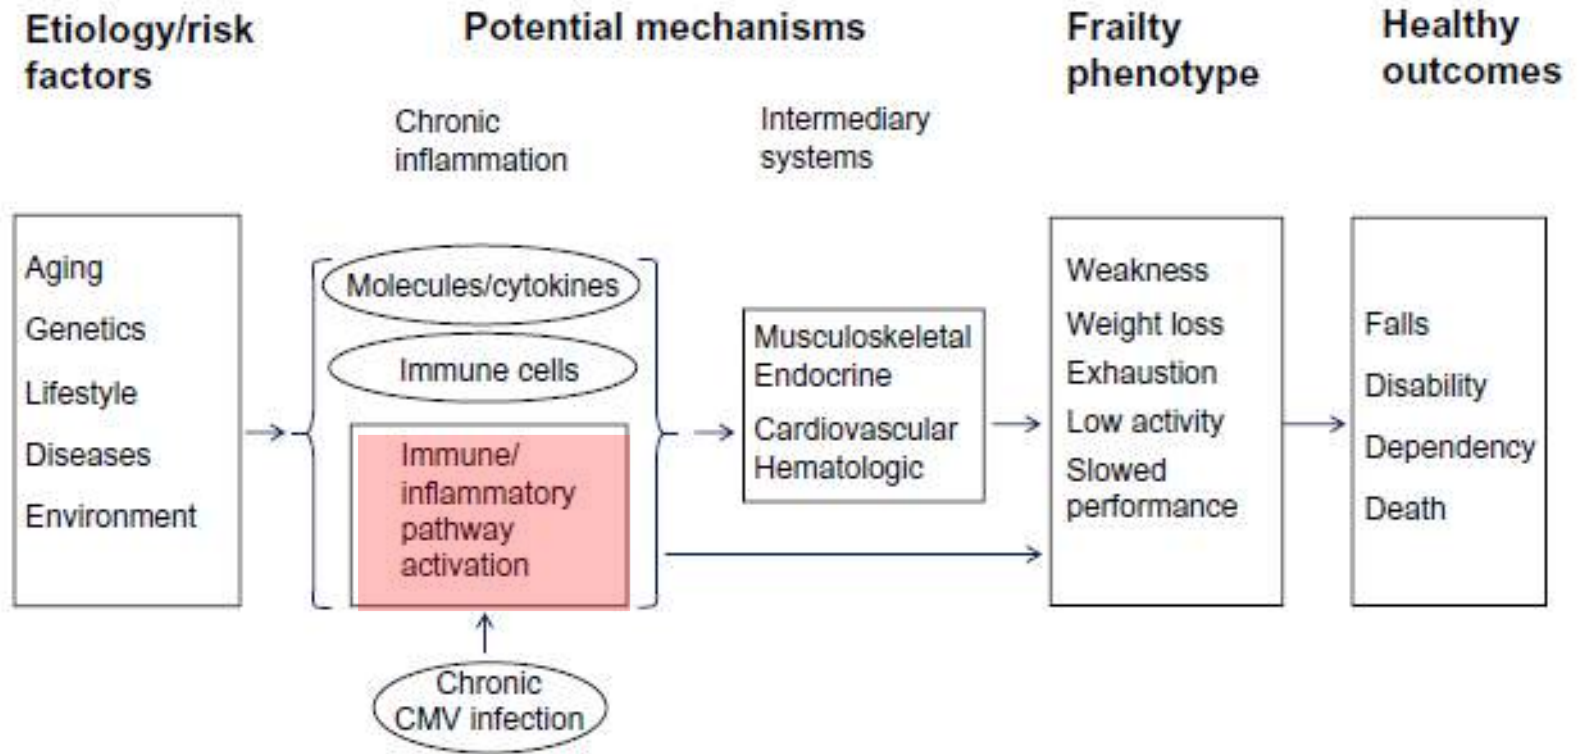 Etiology/risk
factors
Potential mechanisms
Frailty
phenotype
Healthy
outcomes
Chronic
inflammation
Intermediary
systems
Aging
Genetics
Lifestyle
Diseases
Environment
Molecules/cytokines
Immune cells
Immune/
inflammatory
pathway
activation
Chronic
CMV infection
Musculoskeletal
Endocrine
Cardiovascular
Hematologic
Weakness
Weight loss
Exhaustion
Low activity
Slowed
performance
Falls
Disability
Dependency
Death